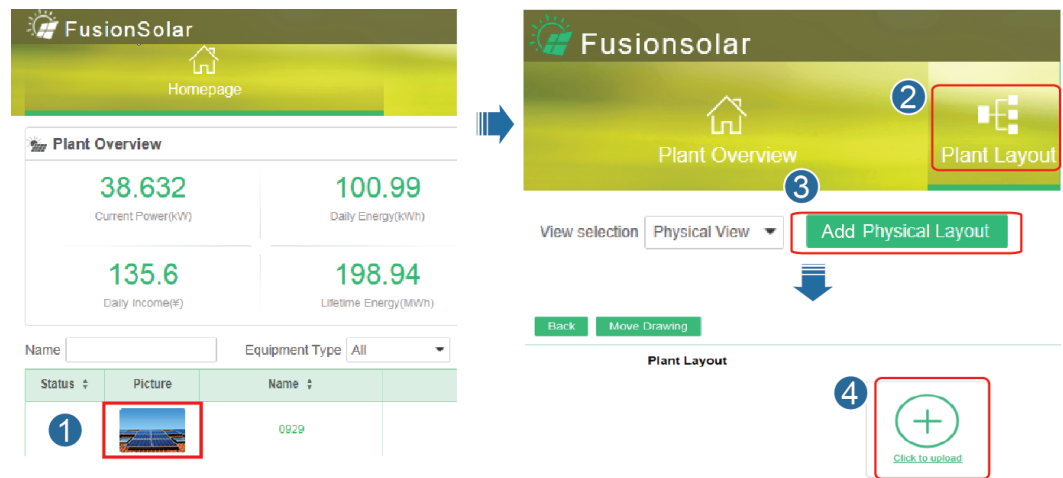 FusionSolar
Homepage
Plant Overview
38.632
Current Power(kW)
100.99
Daily Energy(kWh)
135.6
Daily Income(¥)
198.94
Lifetime Energy(MWh)
Name
Equipment Type All
Status Picture Name
1
0929
Fusionsolar
Plant Overview
2
Plant Layout
3
View selection Physical View Add Physical Layout
Back Move Drawing
Plant Layout
4
Click to upload